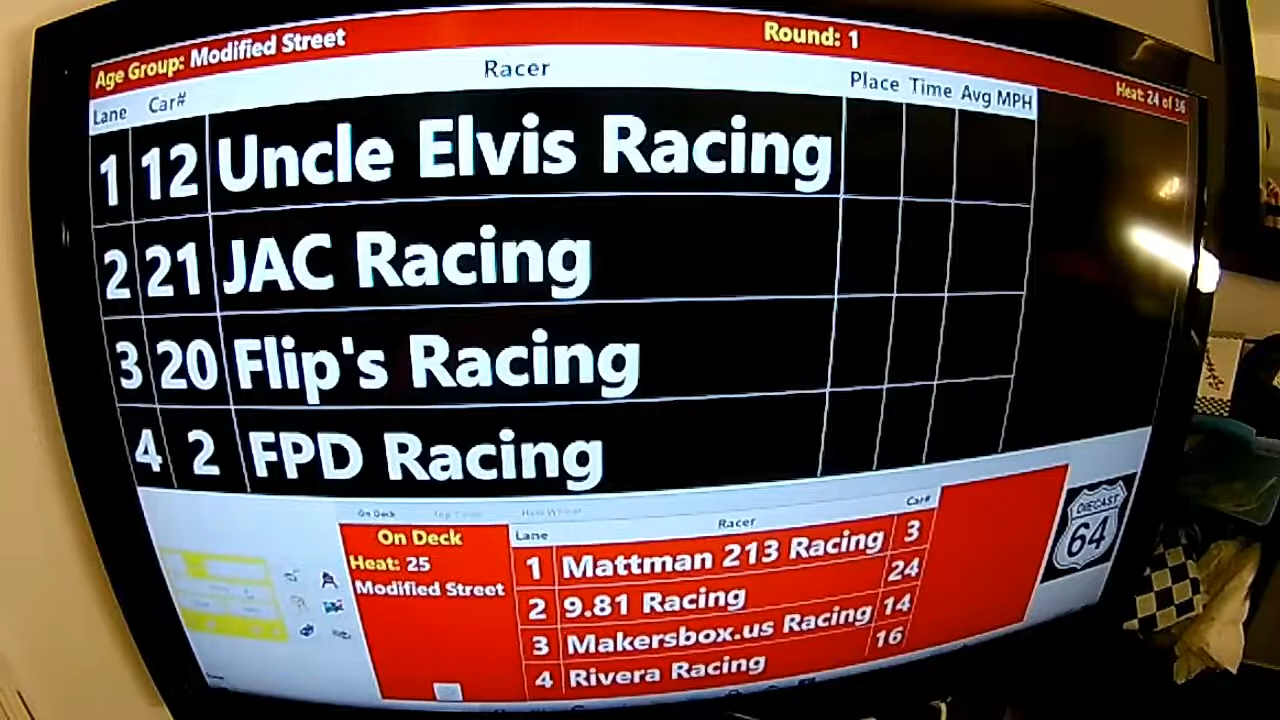 Age Group: Modified Street Round: 1 Heat: 24 of 36
Lane Car# Racer Place Time Avg MPH
1 12 Uncle Elvis Racing
2 21 JAC Racing
3 20 Flip's Racing
4 2 FPD Racing
On Deck
On Deck
Heat: 25
Modified Street
Lane Racer Car#
1 Mattman 213 Racing 3
2 9.81 Racing 24
3 Makersbox.us Racing 14
4 Rivera Racing 16
DIECAST
64